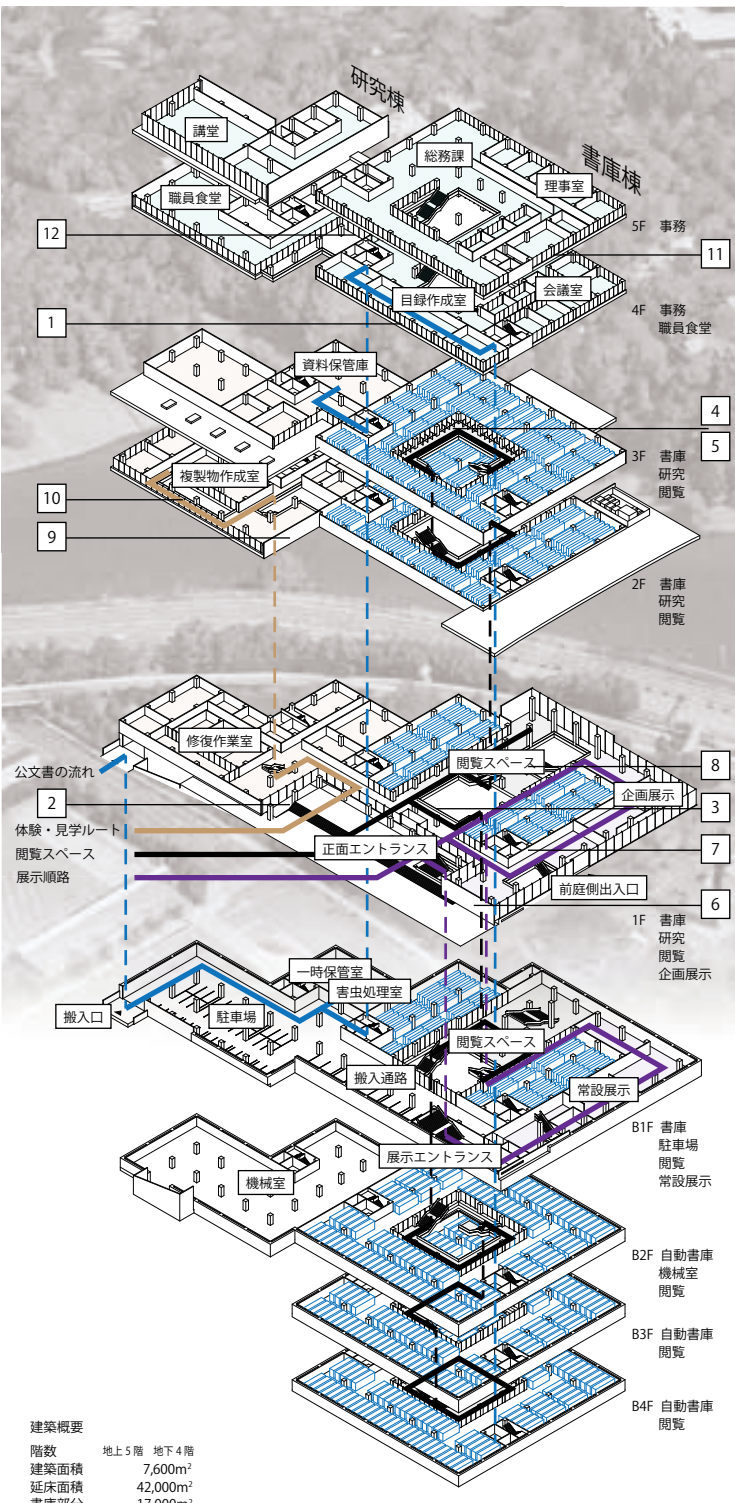 研究棟
講堂
総務課
書庫棟
理事室
職員食堂
5F 事務
12
11
会議室
目録作成室
4F 事務
職員食堂
1
資料保管庫
4
5
3F 書庫
研究
閲覧
複製物作成室
10
9
2F 書庫
研究
閲覧
修復作業室
閲覧スペース
8
公文書の流れ
企画展示
2
3
体験・見学ルート
正面エントランス
7
閲覧スペース
展示順路
前庭側出入口
6
1F 書庫
研究
閲覧
企画展示
一時保管室
害虫処理室
搬入口
駐車場
閲覧スペース
搬入通路
常設展示
B1F 書庫
駐車場
閲覧
常設展示
展示エントランス
機械室
B2F 自動書庫
機械室
閲覧
B3F 自動書庫
閲覧
B4F 自動書庫
閲覧
建築概要
階数 地上5階 地下4階
建築面積 7,600m²
延床面積 42,000m²
書庫部分 17,000m²